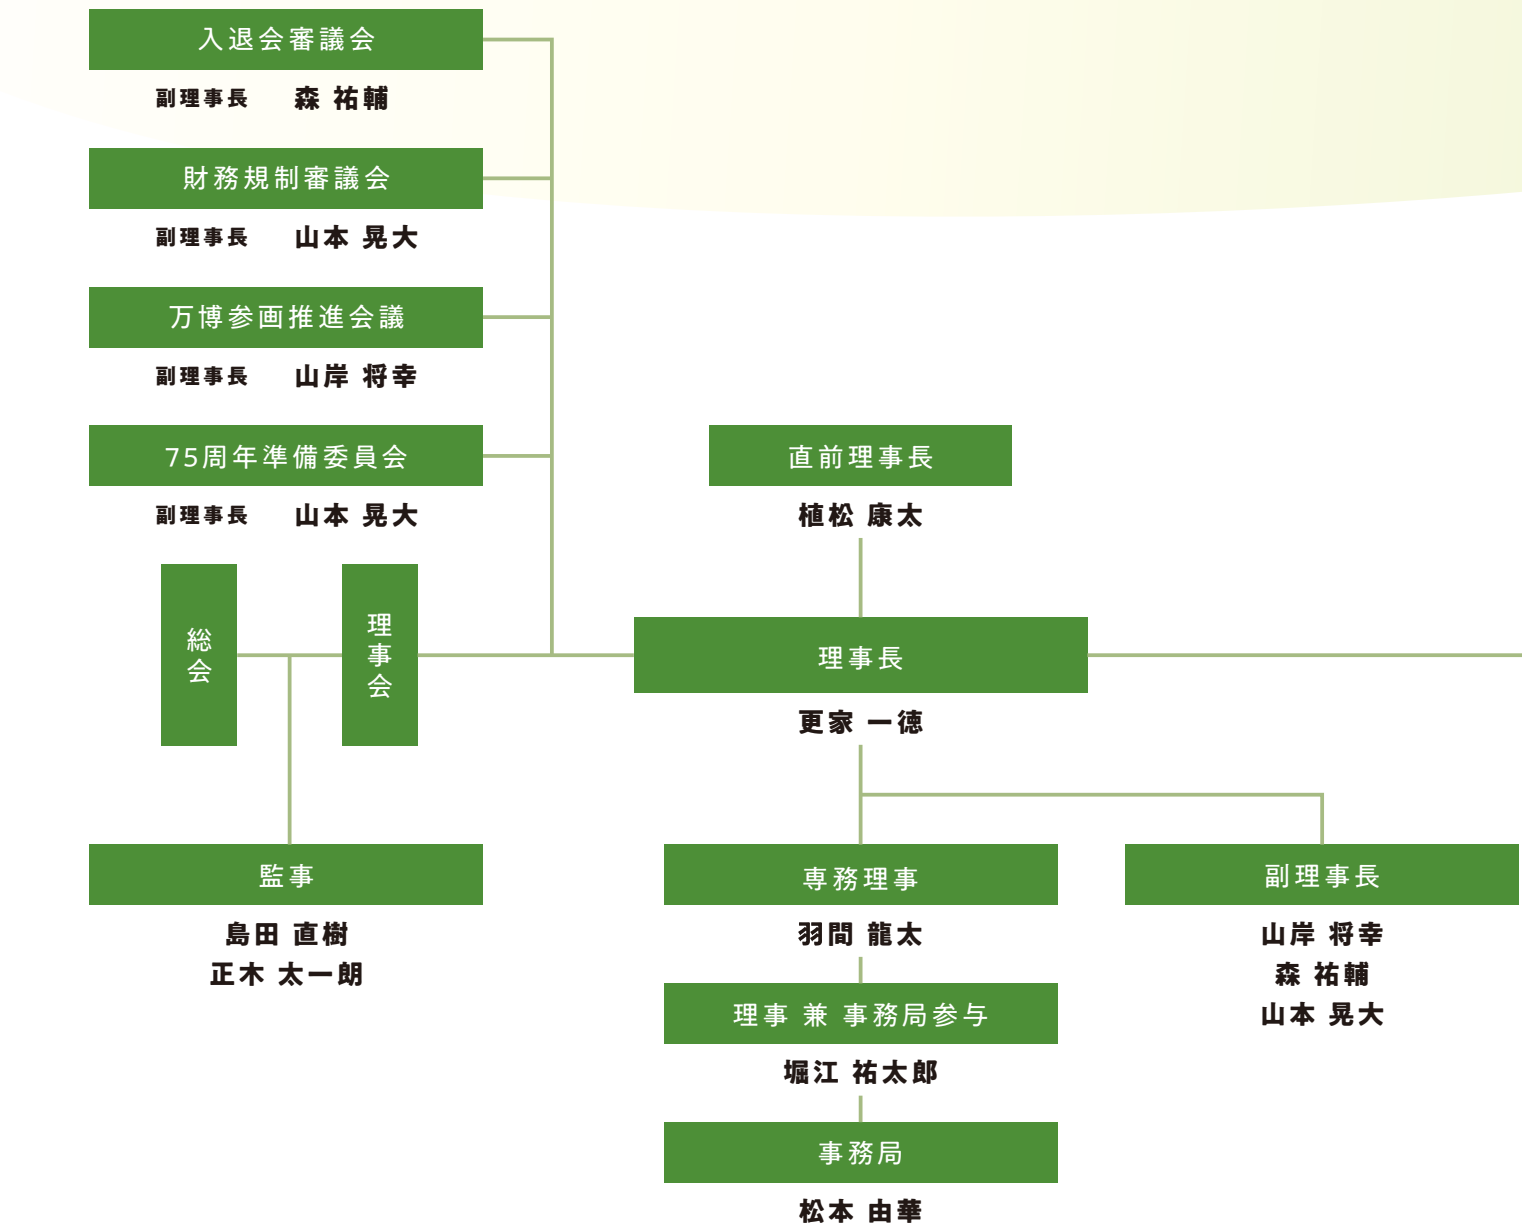 入退会審議会
副理事長 森 祐輔
財務規制審議会
副理事長 山本 晃大
万博参画推進会議
副理事長 山岸 将幸
75周年準備委員会
副理事長 山本 晃大
直前理事長
植松 康太
総会
理事会
理事長
更家 一徳
監事
島田 直樹
正木 太一朗
専務理事
羽間 龍太
理事 兼 事務局参与
堀江 祐太郎
事務局
松本 由華
副理事長
山岸 将幸
森 祐輔
山本 晃大